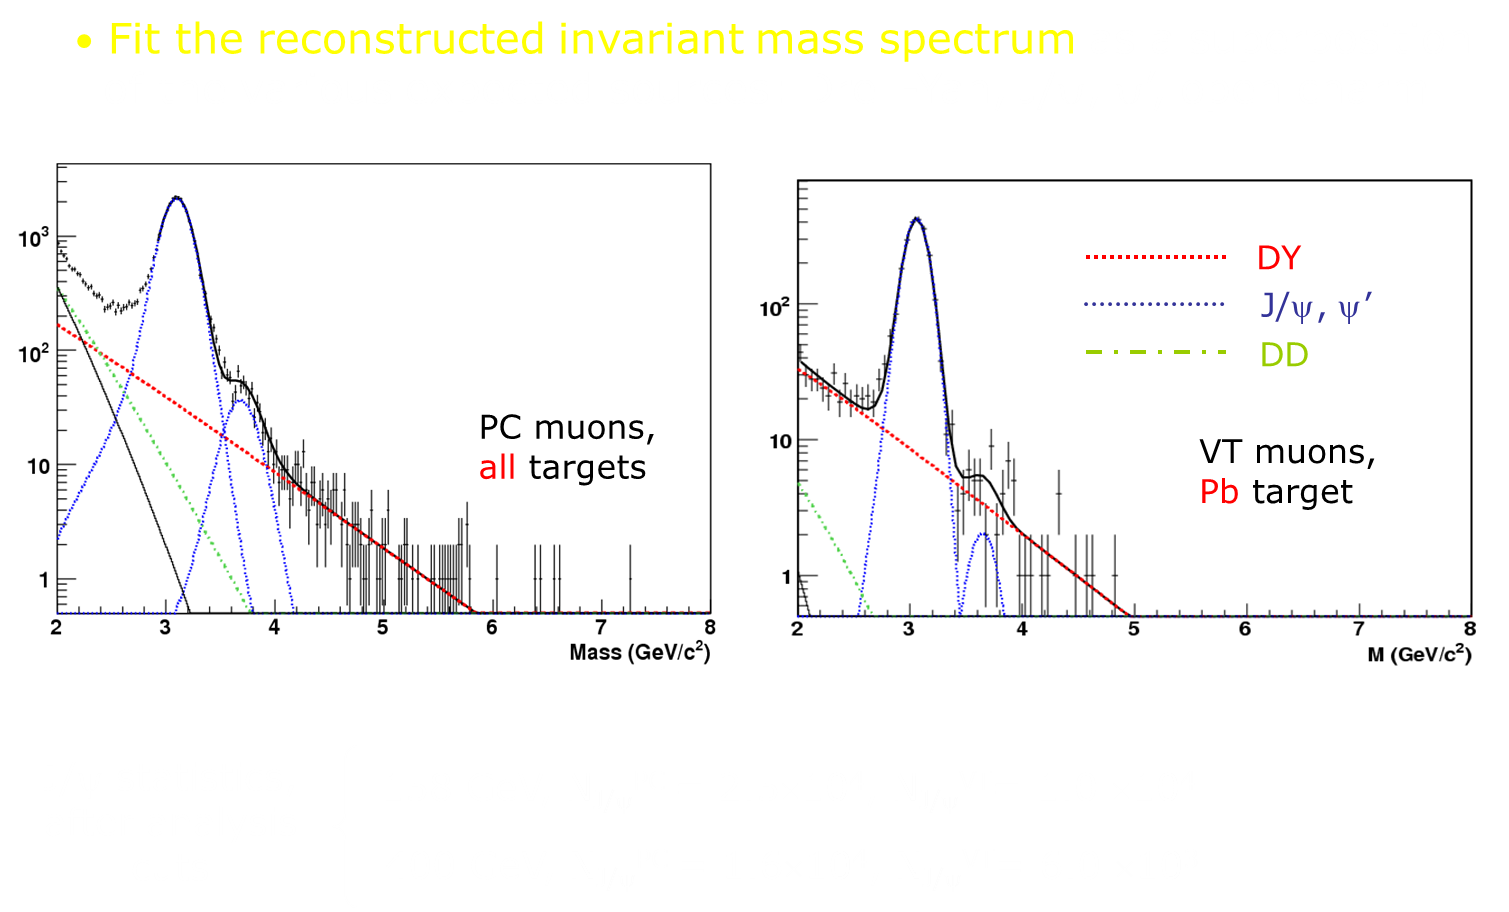 • Fit the reconstructed invariant mass spectrum
10³
10²
10
1
2 3 4 5 6 7 8
Mass (GeV/c²)
PC muons,
all targets
10²
10
1
2 3 4 5 6 7 8
M (GeV/c²)
DY
J/ψ, ψ’
DD
VT muons,
Pb target